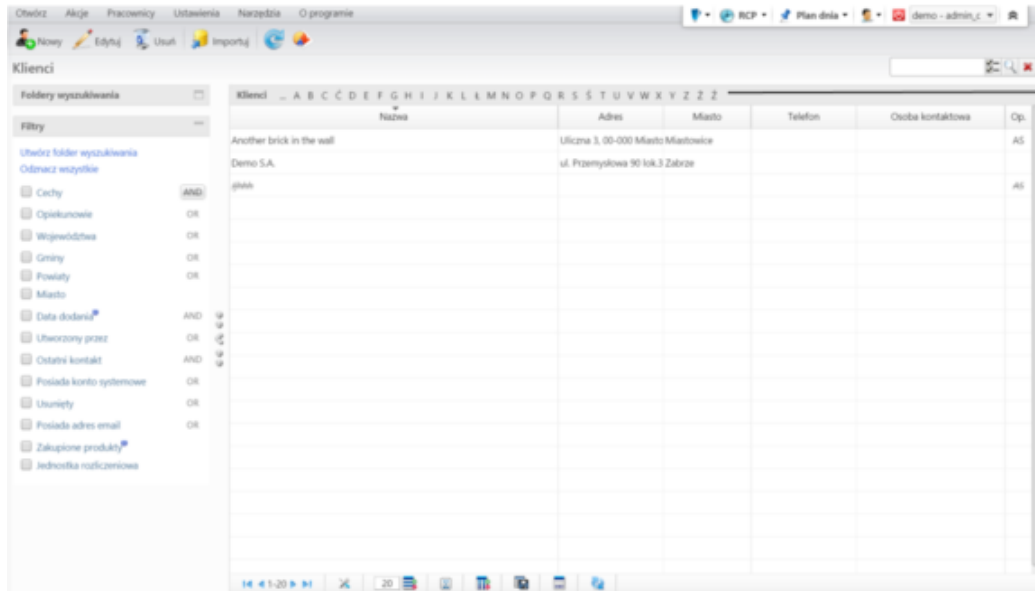 Otwórz Akcje Pracownicy Ustawienia Narzędzia O programie RCP Plan dnia demo - admin_c
Nowy Edytuj Usuń Importuj
Klienci
Foldery wyszukiwania
Klienci _ A B C Ć D E F G H I J K L Ł M N O P Q R S Ś T U V W X Y Z Ż Ź
Nazwa Adres Miasto Telefon Osoba kontaktowa Op.
Filtry
Another brick in the wall Uliczna 3, 00-000 Miasto Miastowice AS
Utwórz folder wyszukiwania
Odznacz wszystkie
Demo S.A. ul. Przemysłowa 90 lok.3 Zabrze
AS
Cechy AND
Opiekunowie OR
Województwa OR
Gminy OR
Powiaty OR
Miasto
Data dodania AND
Utworzony przez OR
Ostatni kontakt AND
Posiada konto systemowe OR
Usunięty OR
Posiada adres email OR
Zakupione produkty
Jednostka rozliczeniowa
1-20 20